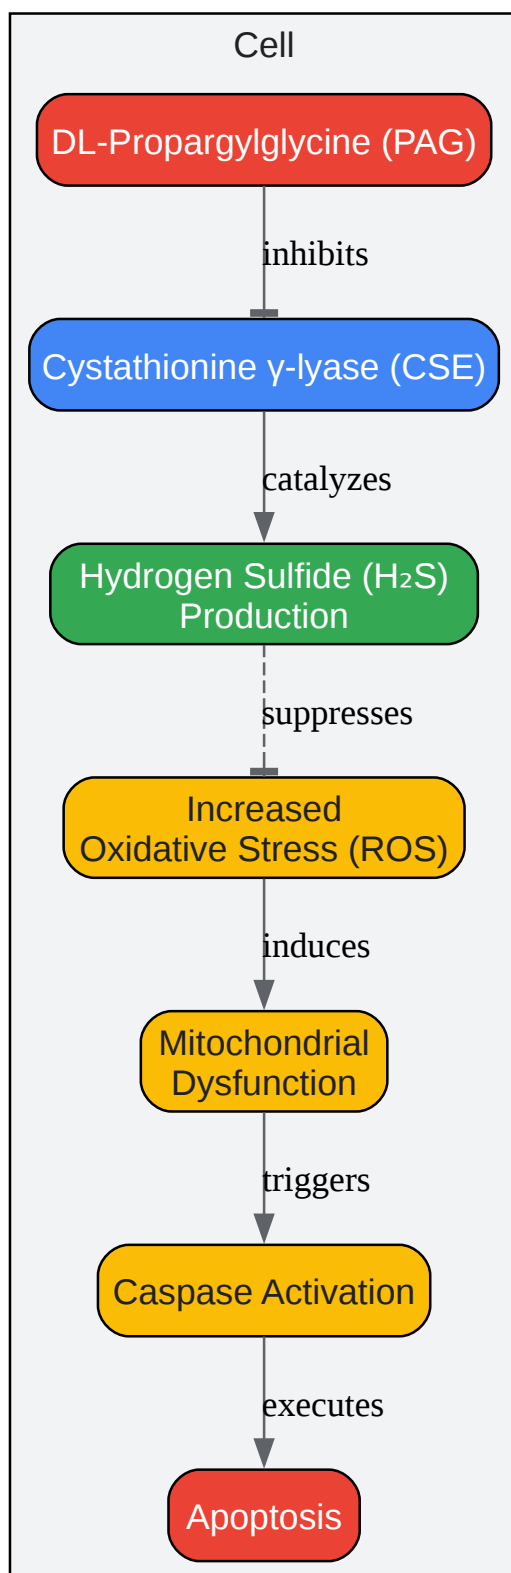 Cell
DL-Propargylglycine (PAG)
inhibits
Cystathionine γ-lyase (CSE)
catalyzes
Hydrogen Sulfide (H₂S)
Production
suppresses
Increased
Oxidative Stress (ROS)
induces
Mitochondrial
Dysfunction
triggers
Caspase Activation
executes
Apoptosis